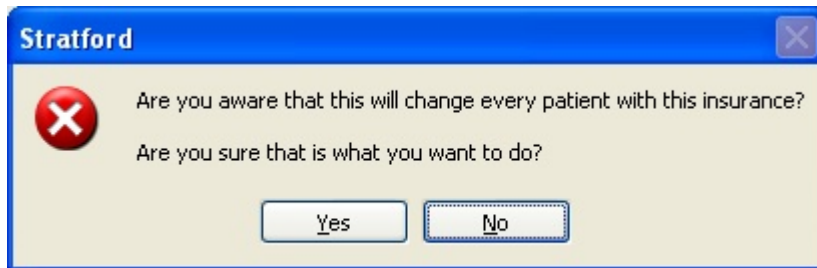 Stratford
Are you aware that this will change every patient with this insurance?
Are you sure that is what you want to do?
Yes
No